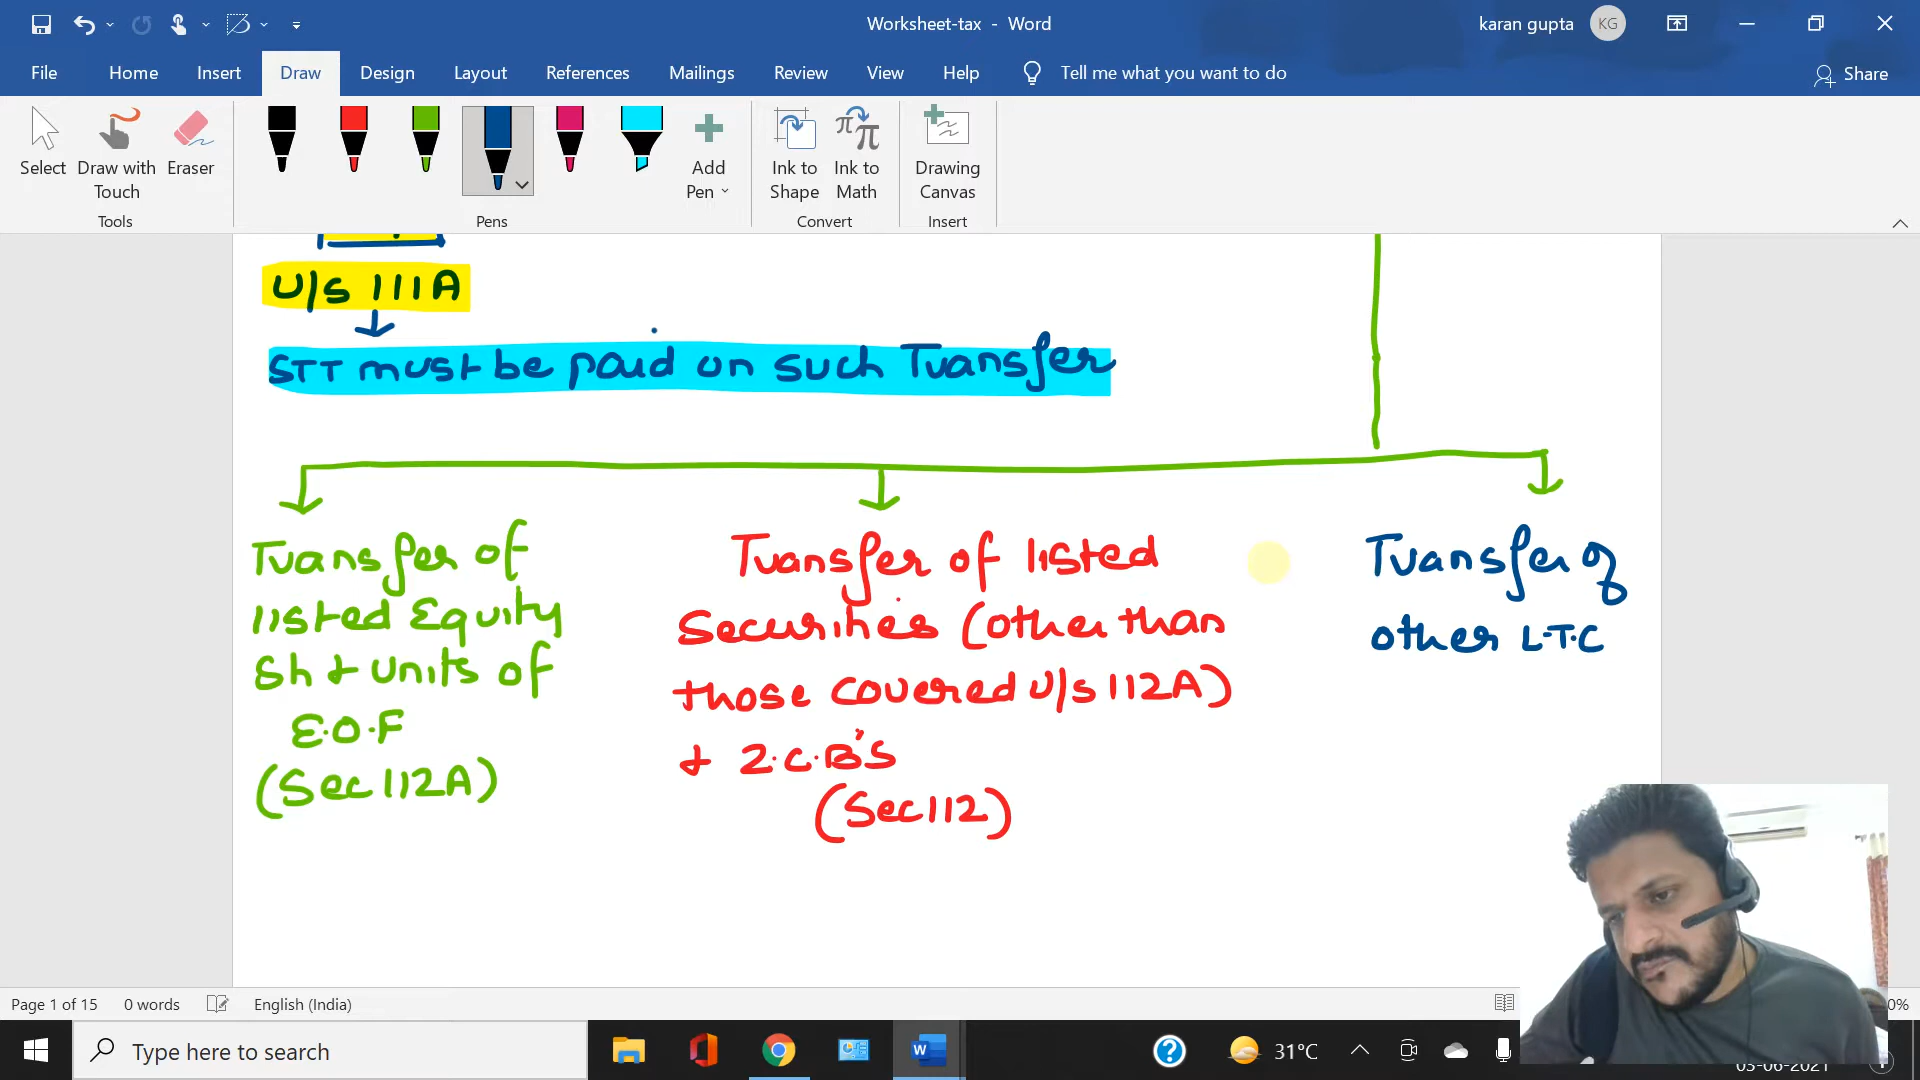 Worksheet-tax - Word
karan gupta
KG
File
Home
Insert
Draw
Design
Layout
References
Mailings
Review
View
Help
Tell me what you want to do
Share
Select
Draw with
Touch
Eraser
Add
Pen
Ink to
Shape
Ink to
Math
Drawing
Canvas
Tools
Pens
Convert
Insert
U/s 111A
STT must be paid on such Transfer
Transfer of
listed Equity
Sh & units of
E.O.F
(Sec 112A)
Transfer of listed
Securities (other than
those covered U/s 112A)
& Z.C.B's
(Sec 112)
Transfer of
other L.T.C
Page 1 of 15
0 words
English (India)
0%
Type here to search
31°C
03-06-2021